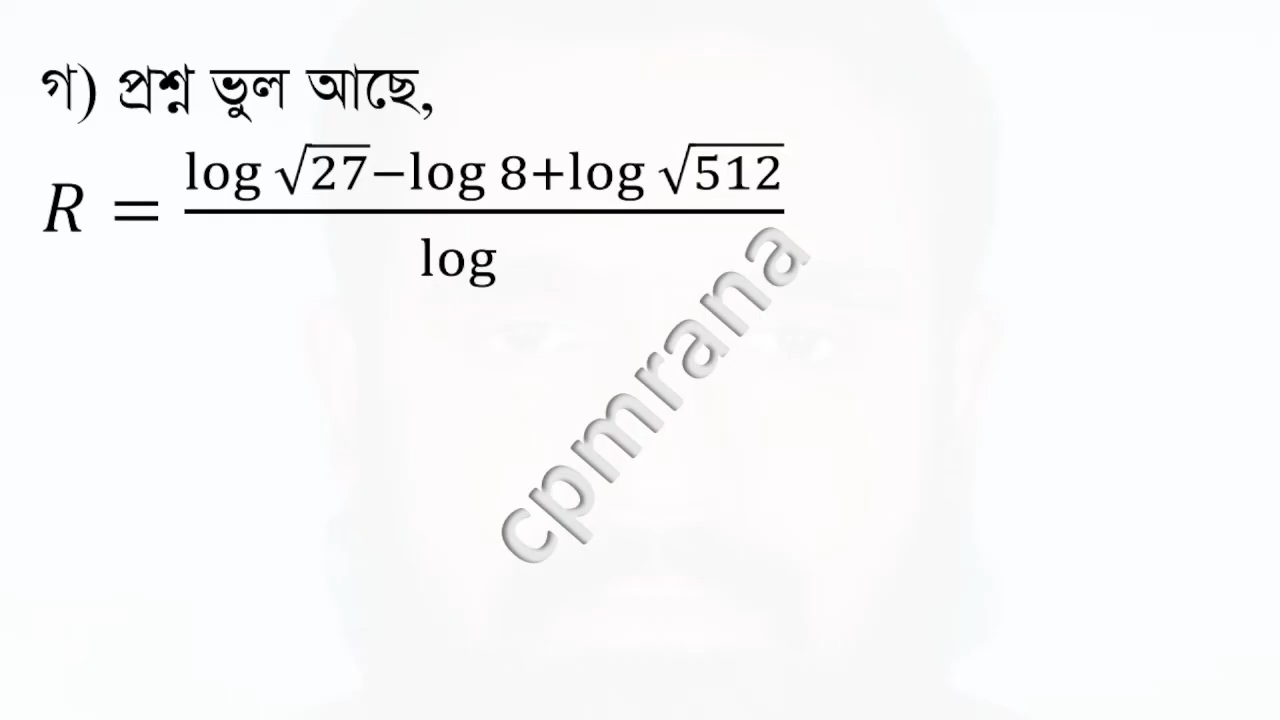 গ) প্রশ্ন ভুল আছে,
R = (log √27−log 8+log √512) / log
cpmrana